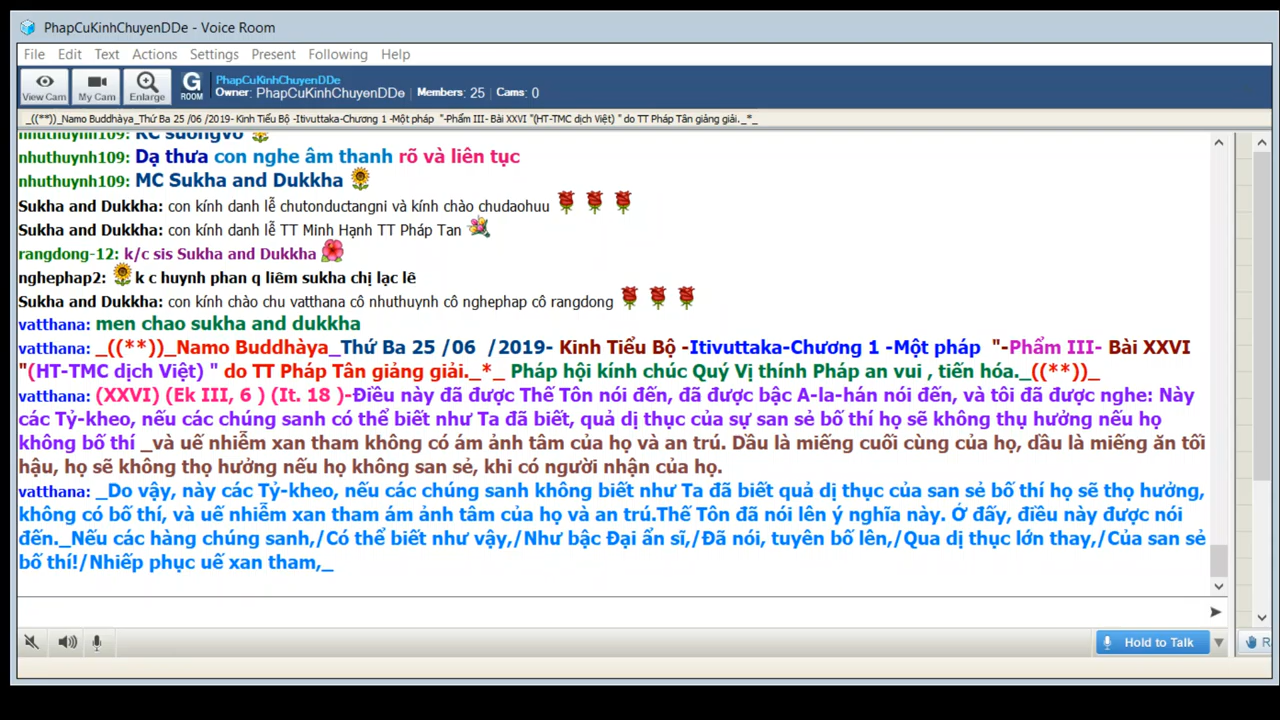 PhapCuKinhChuyenDDe - Voice Room
File Edit Text Actions Settings Present Following Help
View Cam My Cam Enlarge G ROOM PhapCuKinhChuyenDDe
Owner: PhapCuKinhChuyenDDe Members: 25 Cams: 0
_((**))_Namo Buddhàya_Thứ Ba 25 /06 /2019- Kinh Tiểu Bộ -Itivuttaka-Chương 1 -Một pháp "-Phẩm III- Bài XXVI "(HT-TMC dịch Việt) " do TT Pháp Tân giảng giải._*_
nhuthuynh109: KC suongvo
nhuthuynh109: Dạ thưa con nghe âm thanh rõ và liên tục
nhuthuynh109: MC Sukha and Dukkha
Sukha and Dukkha: con kính danh lễ chutonductangni và kính chào chudaohuu
Sukha and Dukkha: con kính danh lễ TT Minh Hạnh TT Pháp Tan
rangdong-12: k/c sis Sukha and Dukkha
nghephap2: k c huynh phan q liêm sukha chị lạc lê
Sukha and Dukkha: con kính chào chu vatthana cô nhuthuynh cô nghephap cô rangdong
vatthana: men chao sukha and dukkha
vatthana: _((**))_Namo Buddhàya_Thứ Ba 25 /06 /2019- Kinh Tiểu Bộ -Itivuttaka-Chương 1 -Một pháp "-Phẩm III- Bài XXVI
"(HT-TMC dịch Việt) " do TT Pháp Tân giảng giải._*_ Pháp hội kính chúc Quý Vị thính Pháp an vui , tiến hóa._((**))_
vatthana: (XXVI) (Ek III, 6 ) (It. 18 )-Điều này đã được Thế Tôn nói đến, đã được bậc A-la-hán nói đến, và tôi đã được nghe: Này
các Tỷ-kheo, nếu các chúng sanh có thể biết như Ta đã biết, quả dị thục của sự san sẻ bố thí họ sẽ không thụ hưởng nếu họ
không bố thí _và uế nhiễm xan tham không có ám ảnh tâm của họ và an trú. Dầu là miếng cuối cùng của họ, dầu là miếng ăn tối
hậu, họ sẽ không thọ hưởng nếu họ không san sẻ, khi có người nhận của họ.
vatthana: _Do vậy, này các Tỷ-kheo, nếu các chúng sanh không biết như Ta đã biết quả dị thục của san sẻ bố thí họ sẽ thọ hưởng,
không có bố thí, và uế nhiễm xan tham ám ảnh tâm của họ và an trú.Thế Tôn đã nói lên ý nghĩa này. Ở đấy, điều này được nói
đến._Nếu các hàng chúng sanh,/Có thể biết như vậy,/Như bậc Đại ẩn sĩ,/Đã nói, tuyên bố lên,/Qua dị thục lớn thay,/Của san sẻ
bố thí!/Nhiếp phục uế xan tham,_
Hold to Talk